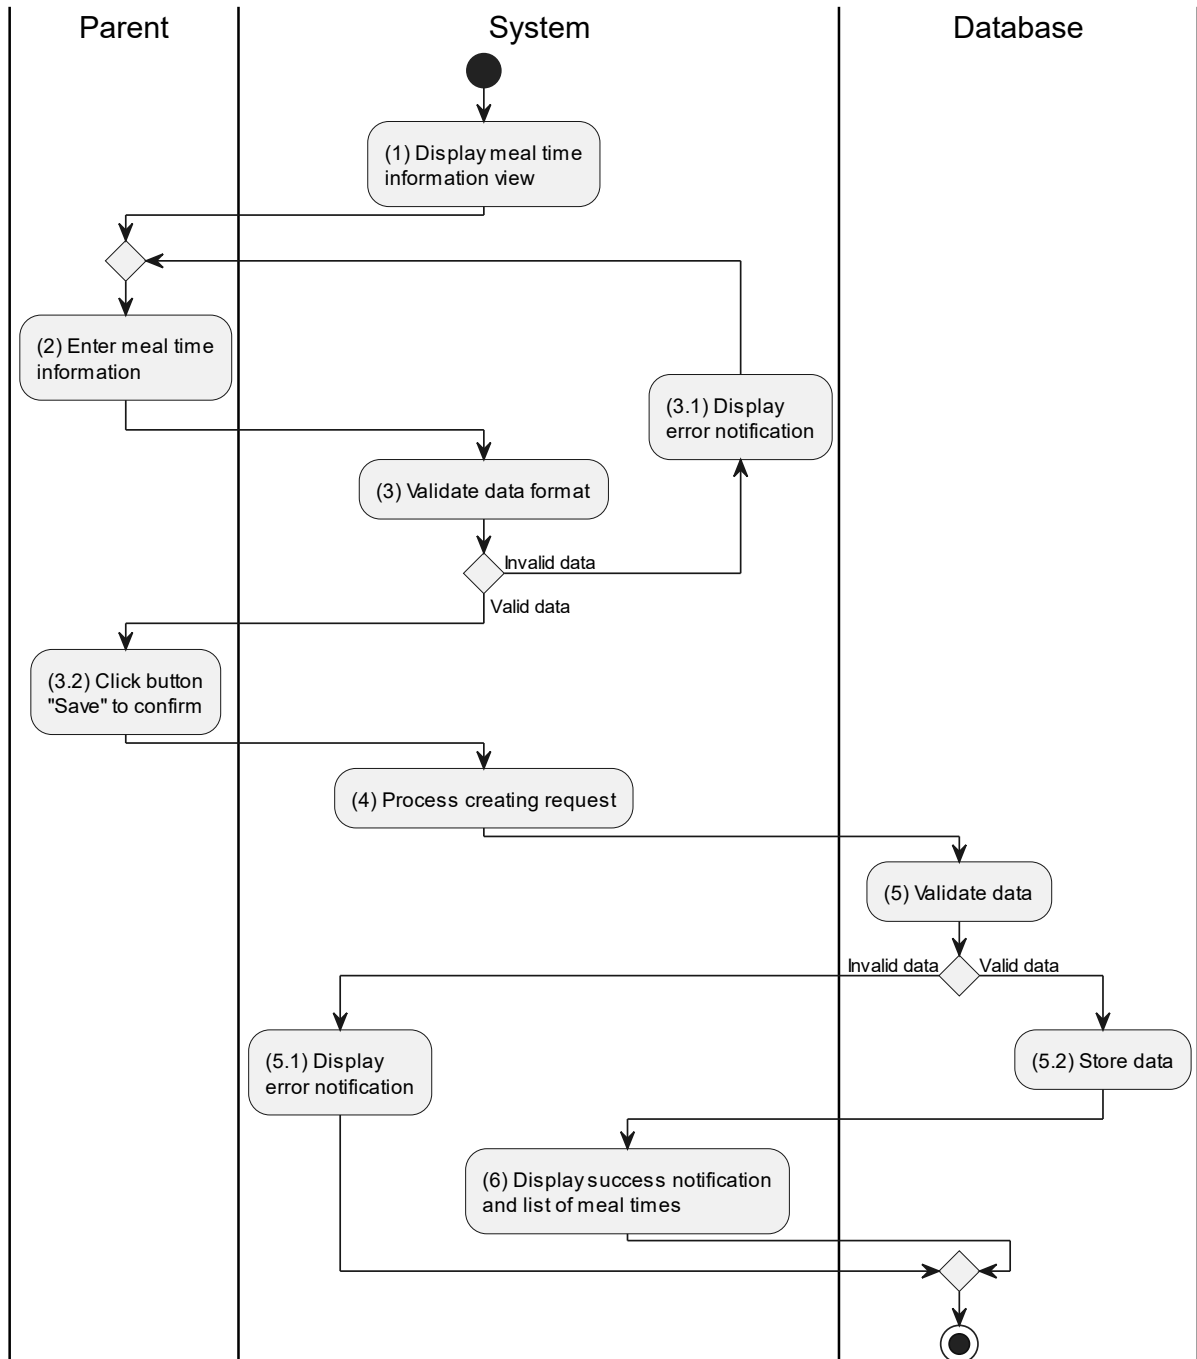 Parent
System
Database
(1) Display meal time
information view
(2) Enter meal time
information
(3.1) Display
error notification
(3) Validate data format
Invalid data
Valid data
(3.2) Click button
"Save" to confirm
(4) Process creating request
(5) Validate data
Invalid data
Valid data
(5.1) Display
error notification
(5.2) Store data
(6) Display success notification
and list of meal times